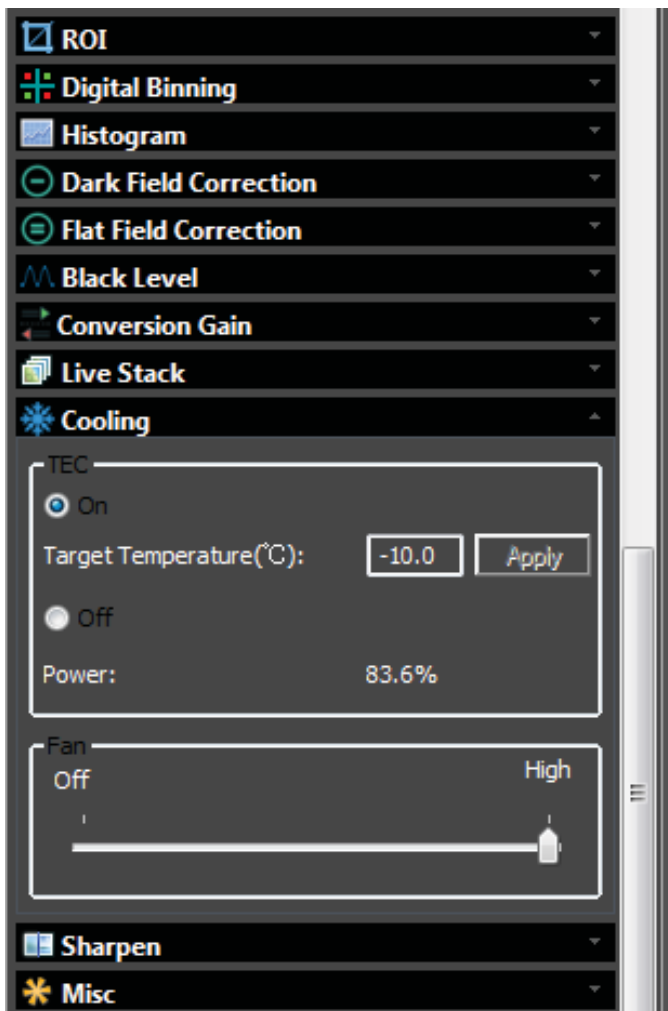 ROI
Digital Binning
Histogram
Dark Field Correction
Flat Field Correction
Black Level
Conversion Gain
Live Stack
Cooling
TEC
On
Target Temperature(℃): -10.0 Apply
Off
Power: 83.6%
Fan
Off High
Sharpen
Misc